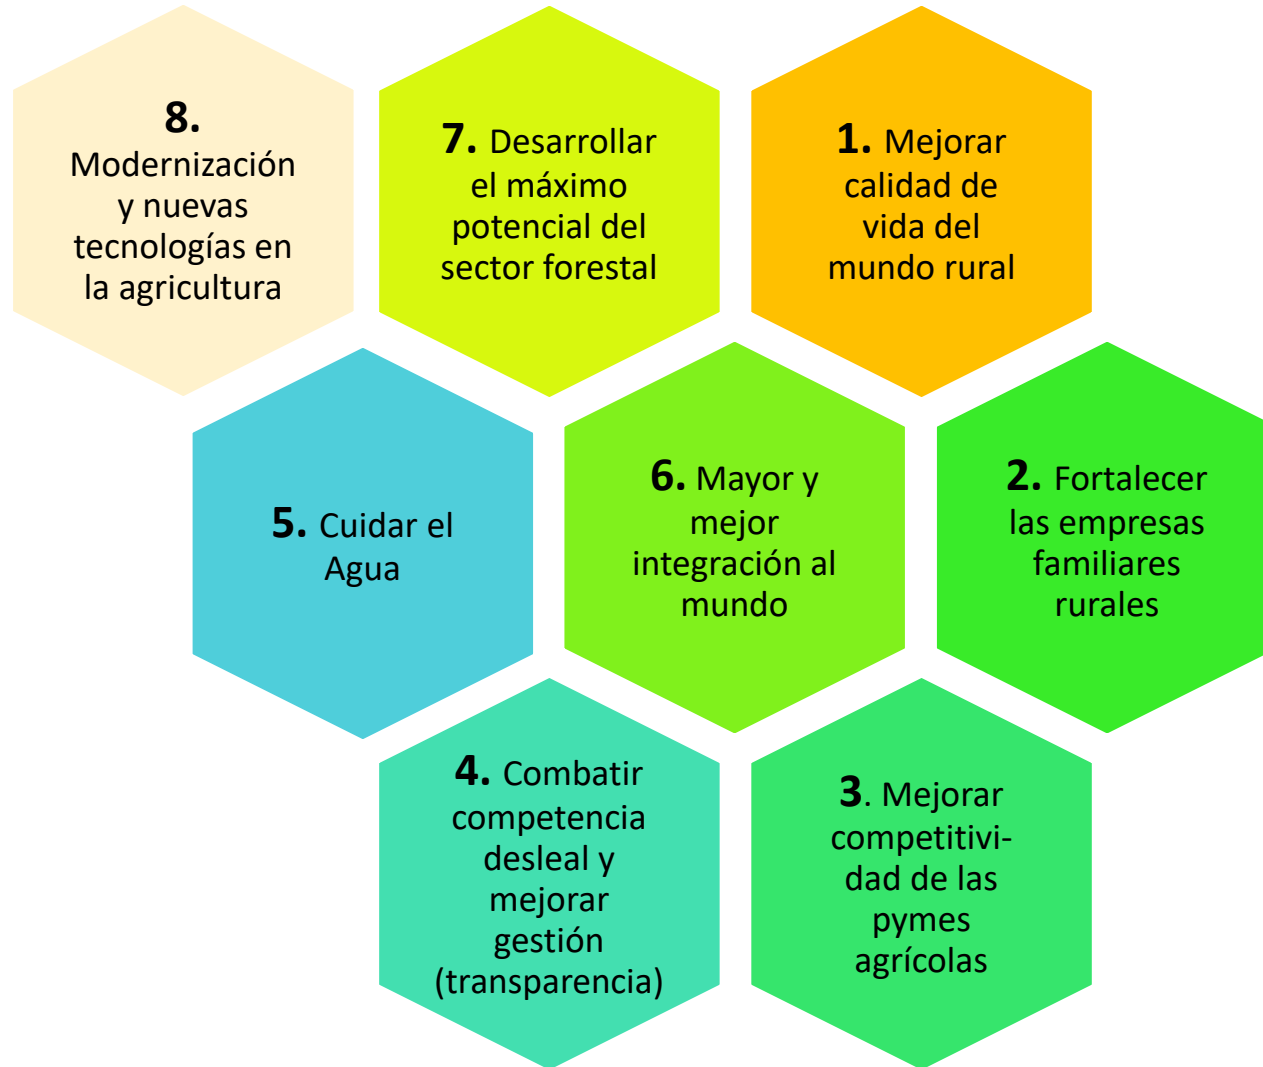 8.
Modernización
y nuevas
tecnologías en
la agricultura
7. Desarrollar
el máximo
potencial del
sector forestal
1. Mejorar
calidad de
vida del
mundo rural
5. Cuidar el
Agua
6. Mayor y
mejor
integración al
mundo
2. Fortalecer
las empresas
familiares
rurales
4. Combatir
competencia
desleal y
mejorar
gestión
(transparencia)
3. Mejorar
competitivi-
dad de las
pymes
agrícolas